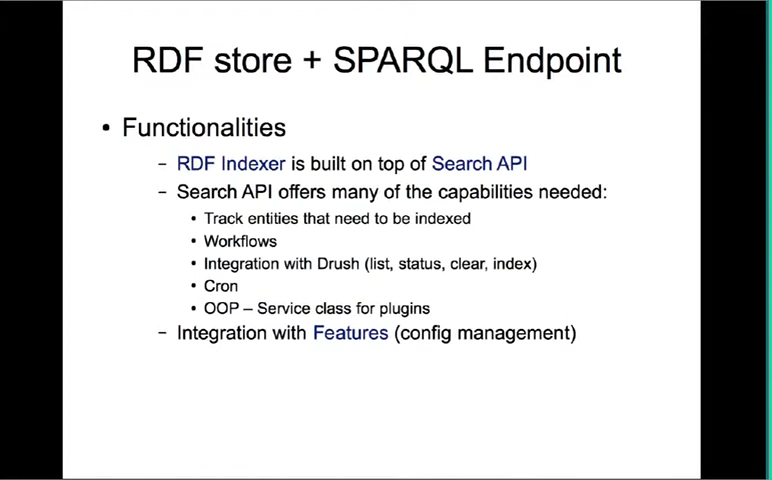 RDF store + SPARQL Endpoint
• Functionalities
– RDF Indexer is built on top of Search API
– Search API offers many of the capabilities needed:
• Track entities that need to be indexed
• Workflows
• Integration with Drush (list, status, clear, index)
• Cron
• OOP – Service class for plugins
– Integration with Features (config management)